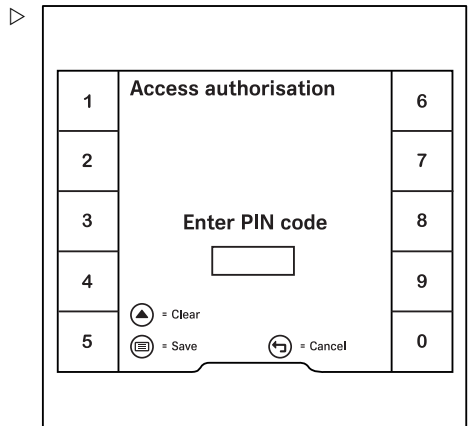 Access authorisation
1
6
2
7
3
Enter PIN code
8
4
9
= Clear
5
= Save
= Cancel
0